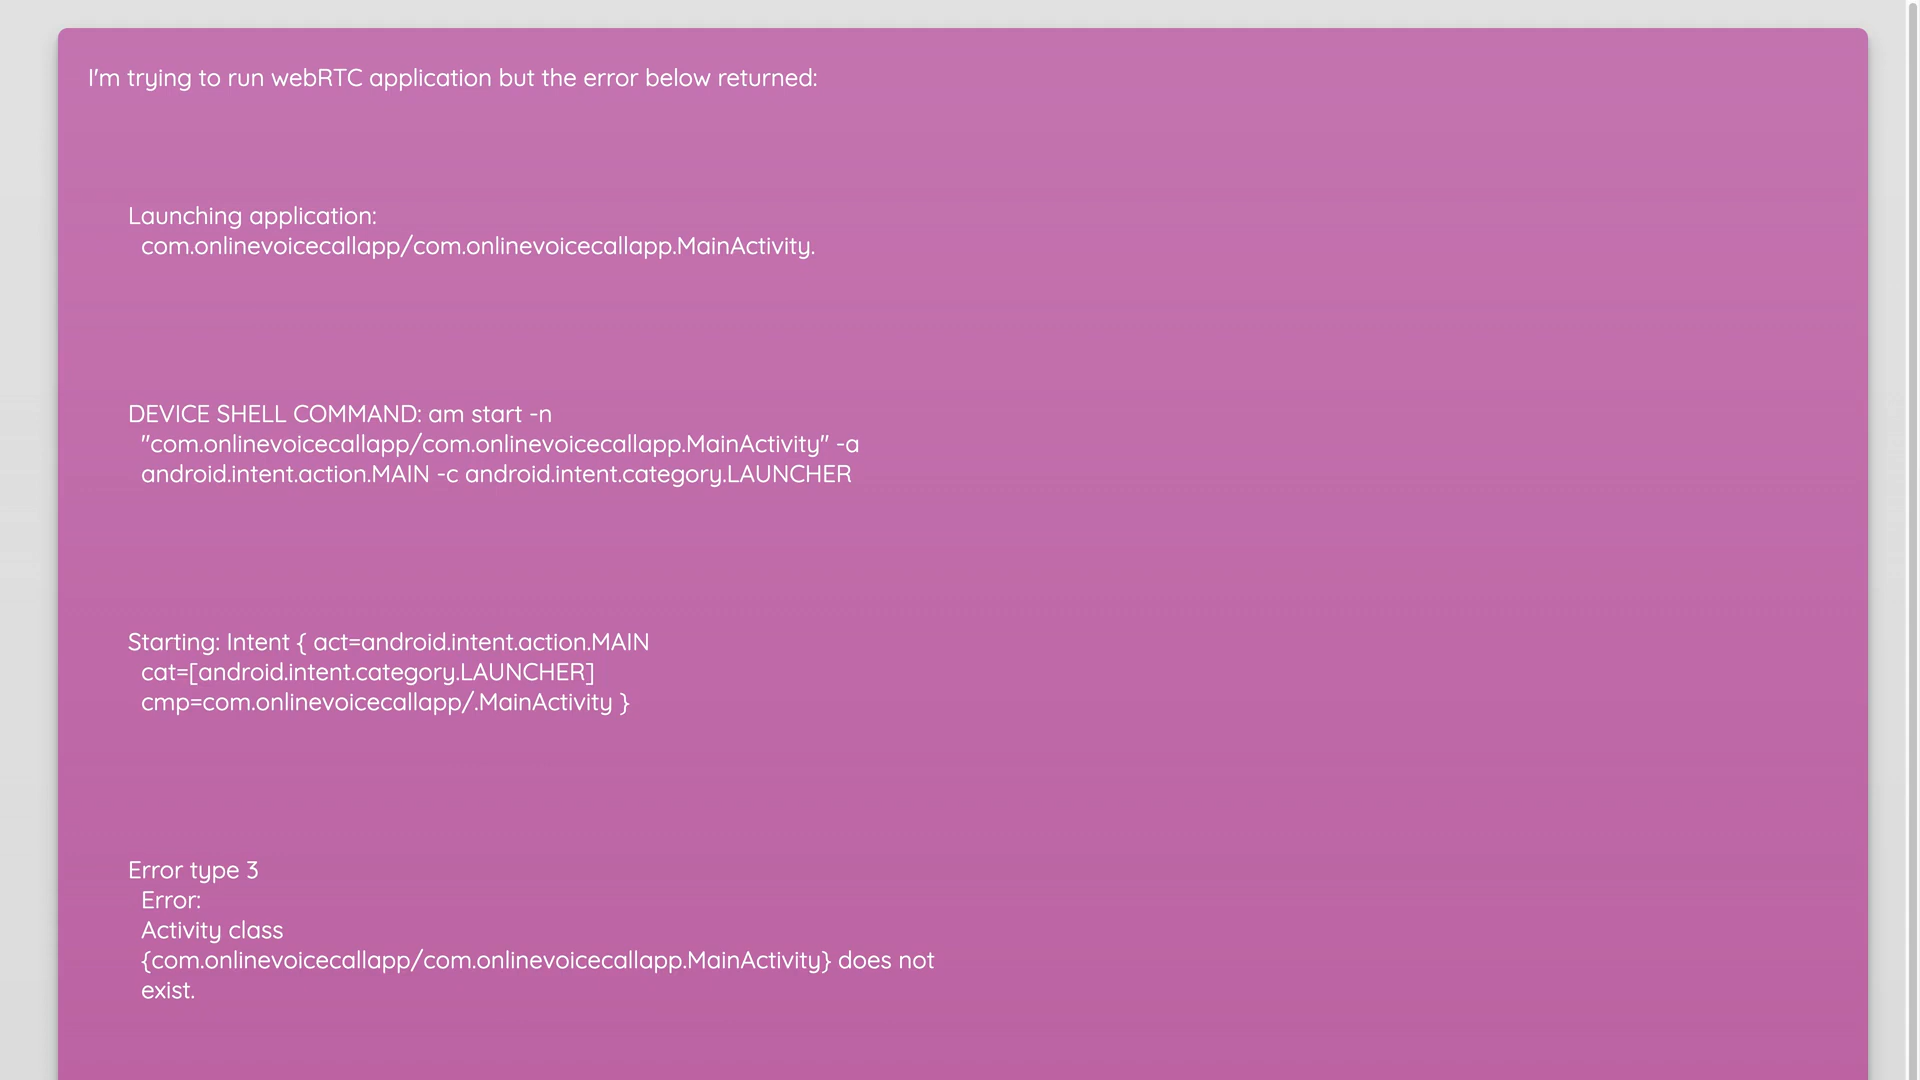 I'm trying to run webRTC application but the error below returned:
Launching application:
com.onlinevoicecallapp/com.onlinevoicecallapp.MainActivity.
DEVICE SHELL COMMAND: am start -n
"com.onlinevoicecallapp/com.onlinevoicecallapp.MainActivity" -a
android.intent.action.MAIN -c android.intent.category.LAUNCHER
Starting: Intent { act=android.intent.action.MAIN
cat=[android.intent.category.LAUNCHER]
cmp=com.onlinevoicecallapp/.MainActivity }
Error type 3
Error:
Activity class
{com.onlinevoicecallapp/com.onlinevoicecallapp.MainActivity} does not
exist.